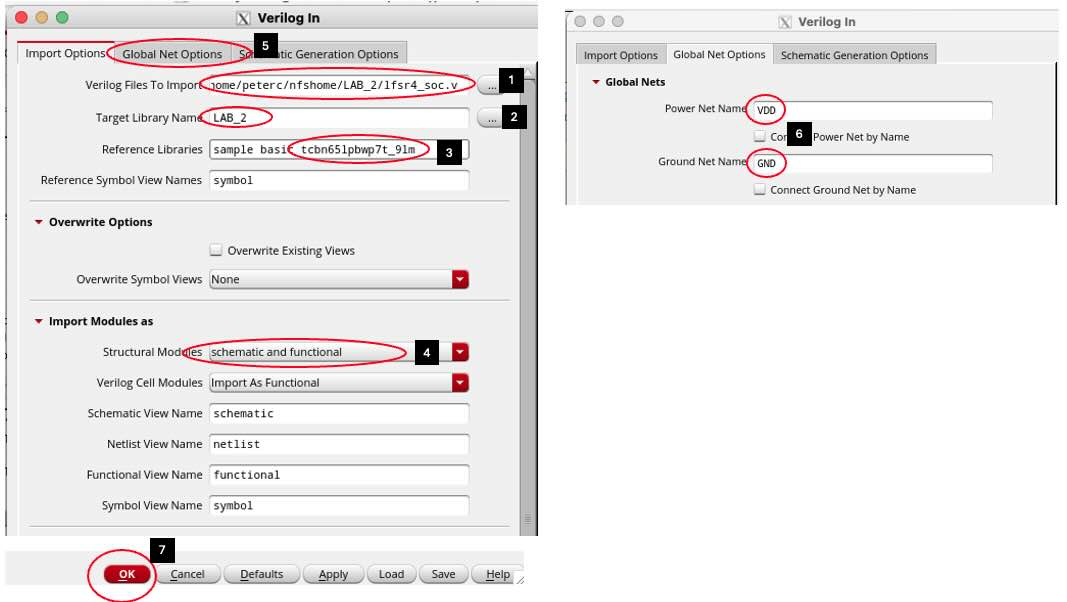 Verilog In
Import Options Global Net Options 5 Generation Options
Verilog Files To Import home/peterc/nfshome/LAB_2/lfsr4_soc.v ... 1
Target Library Name LAB_2 ... 2
Reference Libraries sample basic tcbn65lpbwp7t_9lm 3
Reference Symbol View Names symbol
Overwrite Options
Overwrite Existing Views
Overwrite Symbol Views None
Import Modules as
Structural Modules schematic and functional 4
Verilog Cell Modules Import As Functional
Schematic View Name schematic
Netlist View Name netlist
Functional View Name functional
Symbol View Name symbol
7
OK Cancel Defaults Apply Load Save Help
Verilog In
Import Options Global Net Options Schematic Generation Options
Global Nets
Power Net Name VDD
6 Power Net by Name
Ground Net Name GND
Connect Ground Net by Name